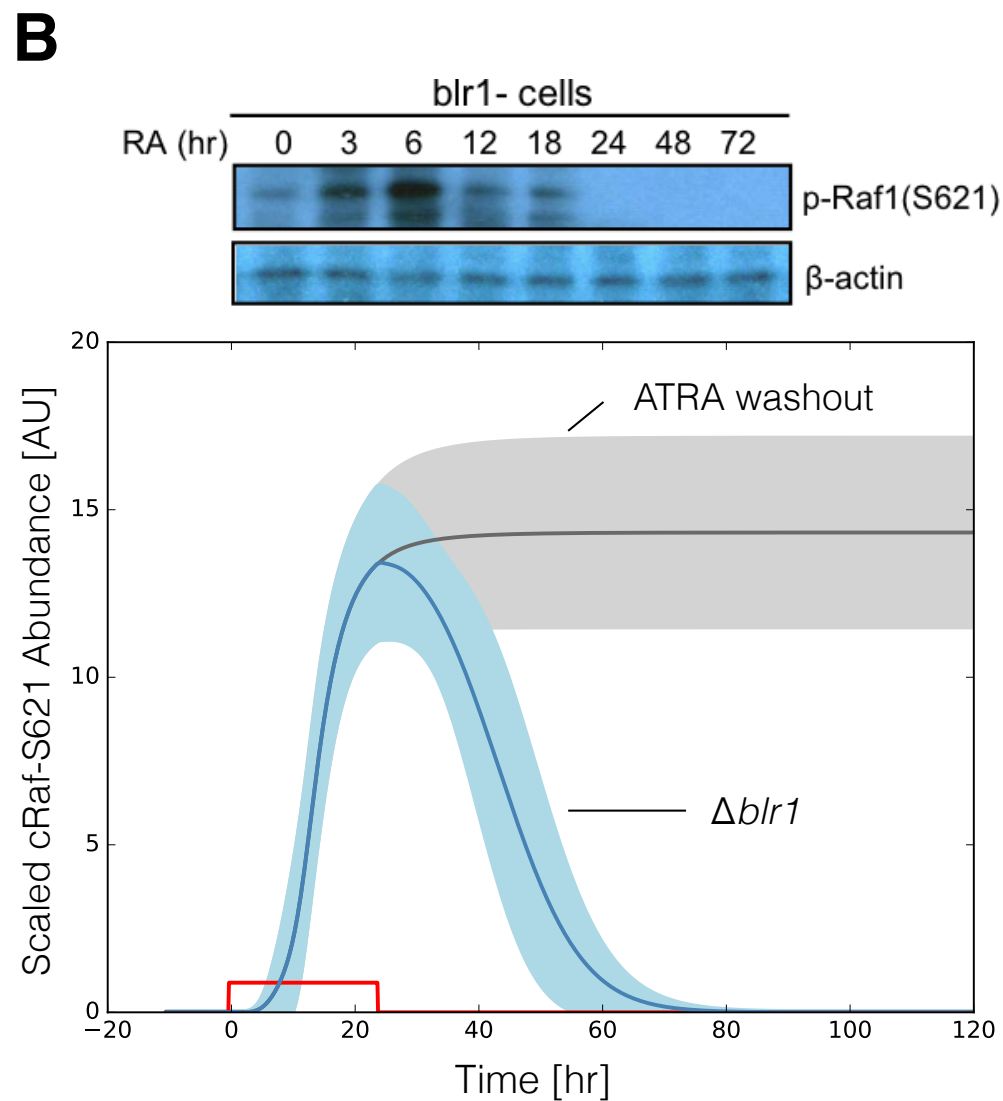 B
blr1- cells
RA (hr) 0 3 6 12 18 24 48 72
p-Raf1(S621)
β-actin
Scaled cRaf-S621 Abundance [AU]
20
15
10
5
0
ATRA washout
Δblr1
−20 0 20 40 60 80 100 120
Time [hr]